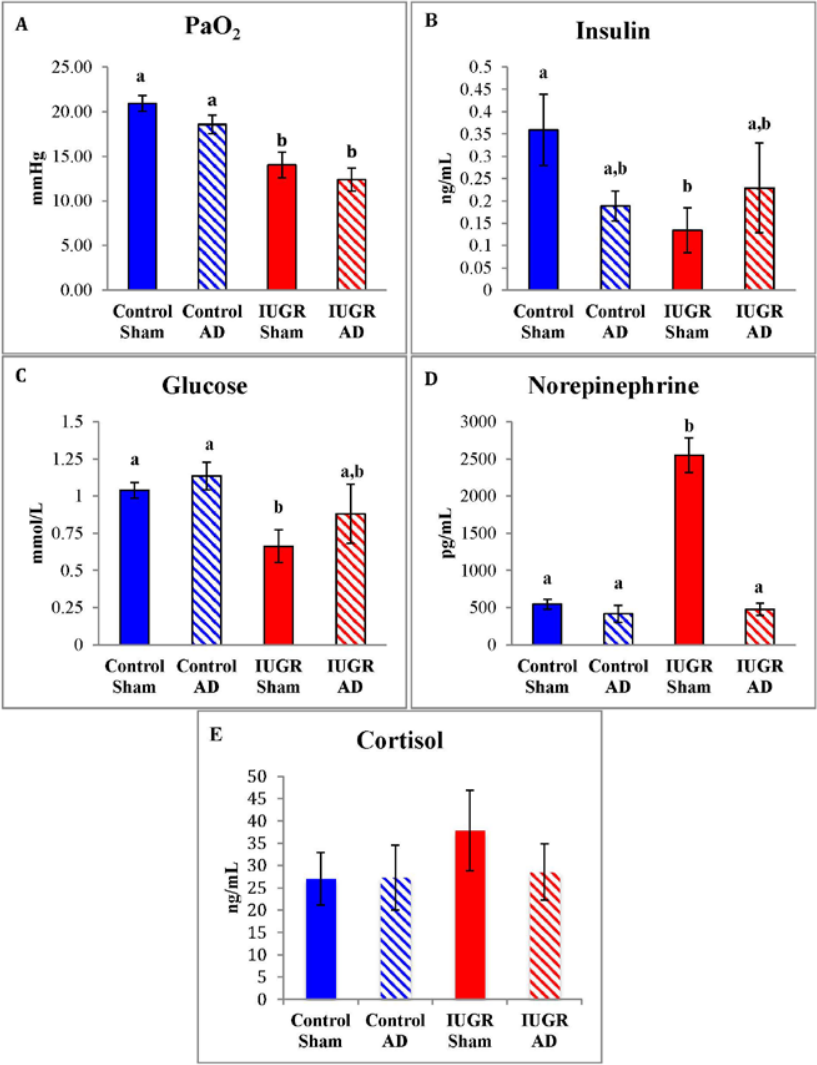 A
PaO2
25.00
20.00
15.00
10.00
5.00
0.00
mmHg
a
a
b
b
Control Control IUGR IUGR
Sham AD Sham AD
B
Insulin
0.5
0.45
0.4
0.35
0.3
0.25
0.2
0.15
0.1
0.05
0
ng/mL
a
a,b
b
a,b
Control Control IUGR IUGR
Sham AD Sham AD
C
Glucose
1.5
1.25
1
0.75
0.5
0.25
0
mmol/L
a
a
b
a,b
Control Control IUGR IUGR
Sham AD Sham AD
D
Norepinephrine
3000
2500
2000
1500
1000
500
0
pg/mL
a
a
b
a
Control Control IUGR IUGR
Sham AD Sham AD
E
Cortisol
50
45
40
35
30
25
20
15
10
5
0
ng/mL
Control Control IUGR IUGR
Sham AD Sham AD